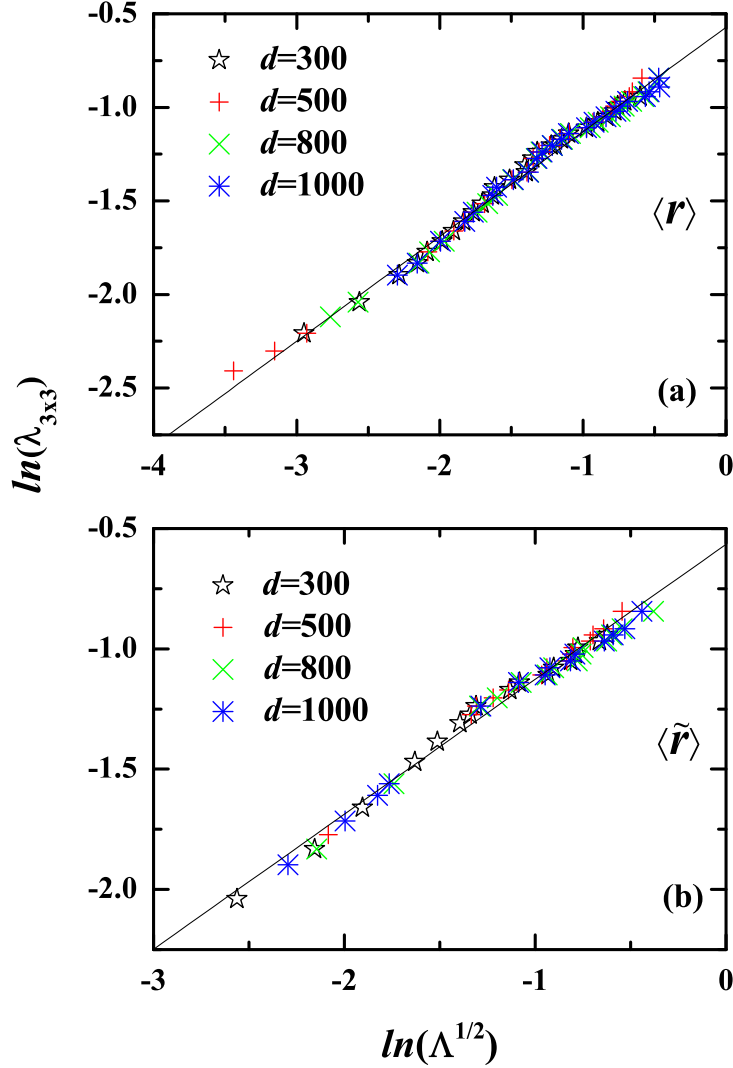 -0.5
-1.0
-1.5
-2.0
-2.5
d=300
d=500
d=800
d=1000
⟨r⟩
(a)
-4 -3 -2 -1 0
ln(λ3x3)
-0.5
-1.0
-1.5
-2.0
d=300
d=500
d=800
d=1000
⟨r̃⟩
(b)
-3 -2 -1 0
ln(Λ1/2)